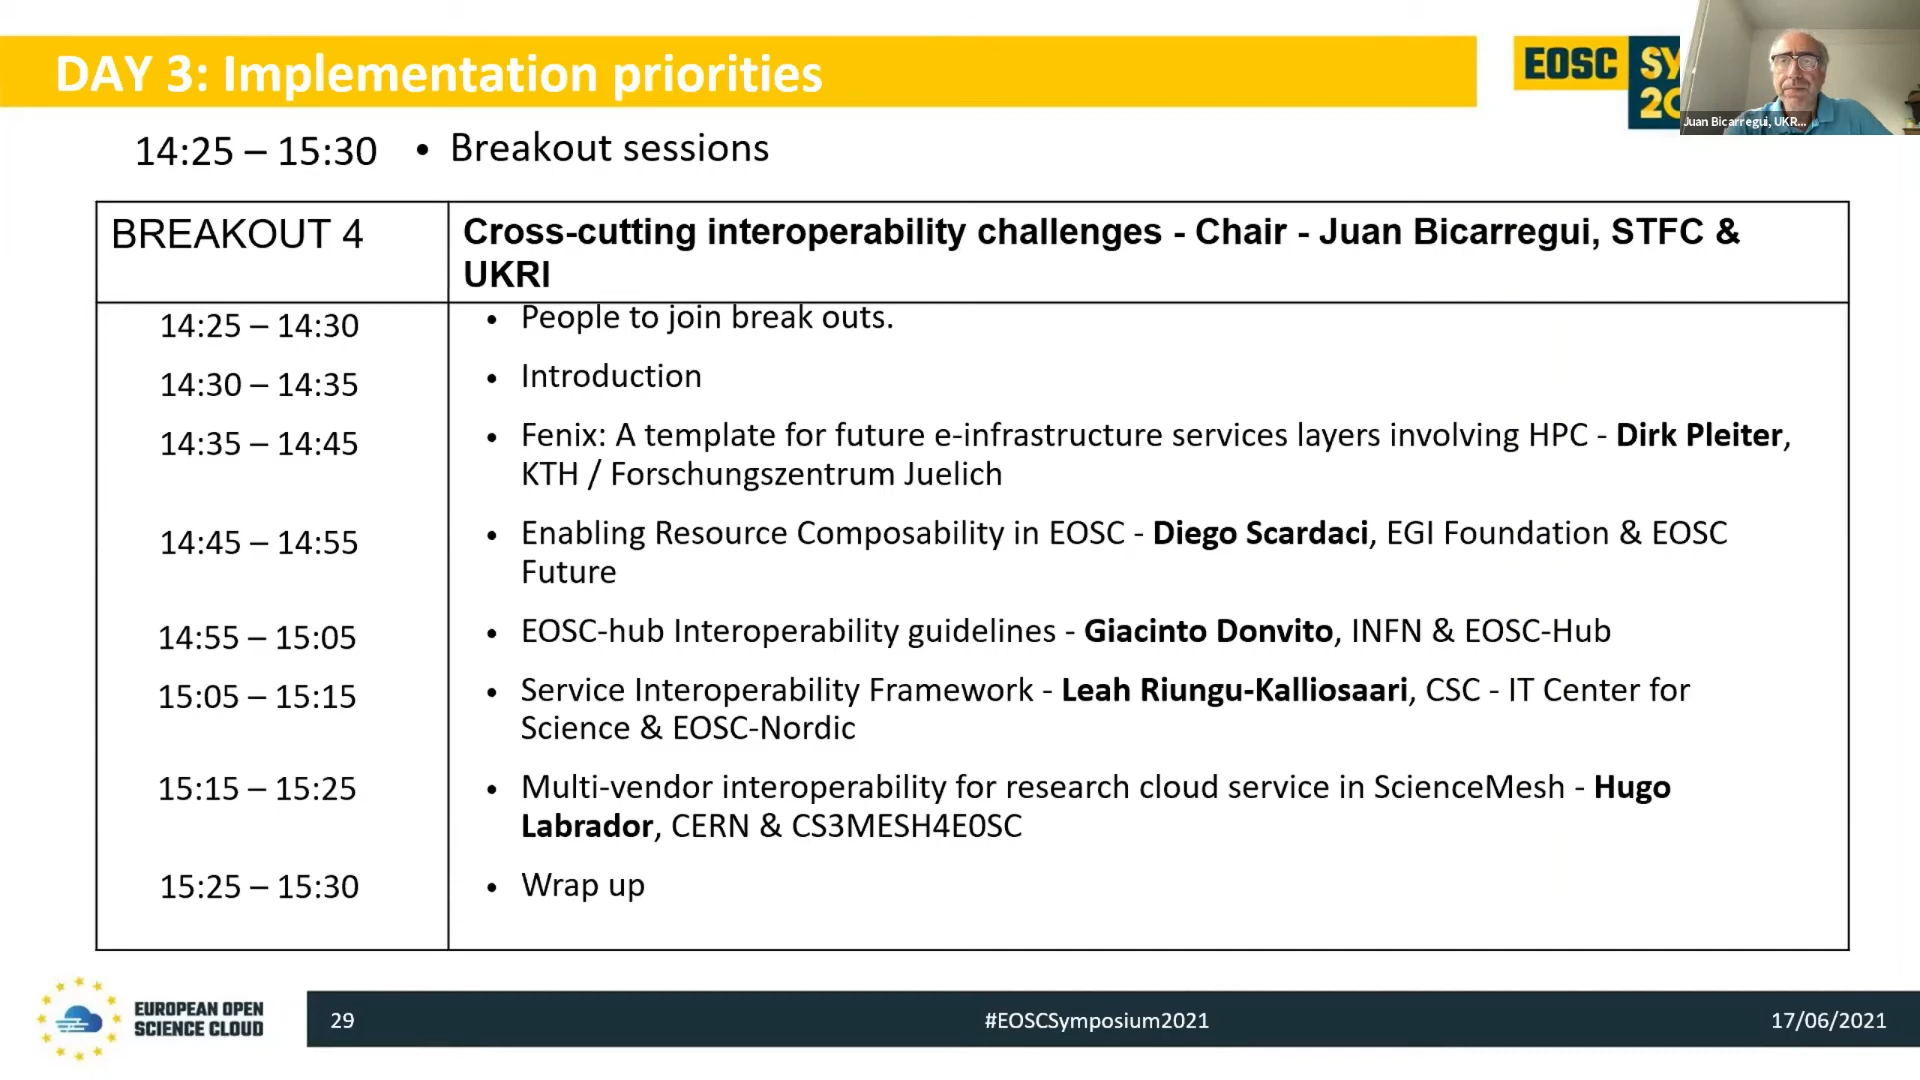 DAY 3: Implementation priorities
EOSC SY
20
Juan Bicarregui, UKR...
14:25 – 15:30 • Breakout sessions
BREAKOUT 4
Cross-cutting interoperability challenges - Chair - Juan Bicarregui, STFC &
UKRI
14:25 – 14:30 • People to join break outs.
14:30 – 14:35 • Introduction
14:35 – 14:45 • Fenix: A template for future e-infrastructure services layers involving HPC - Dirk Pleiter,
KTH / Forschungszentrum Juelich
14:45 – 14:55 • Enabling Resource Composability in EOSC - Diego Scardaci, EGI Foundation & EOSC
Future
14:55 – 15:05 • EOSC-hub Interoperability guidelines - Giacinto Donvito, INFN & EOSC-Hub
15:05 – 15:15 • Service Interoperability Framework - Leah Riungu-Kalliosaari, CSC - IT Center for
Science & EOSC-Nordic
15:15 – 15:25 • Multi-vendor interoperability for research cloud service in ScienceMesh - Hugo
Labrador, CERN & CS3MESH4E0SC
15:25 – 15:30 • Wrap up
EUROPEAN OPEN
SCIENCE CLOUD
29 #EOSCSymposium2021 17/06/2021